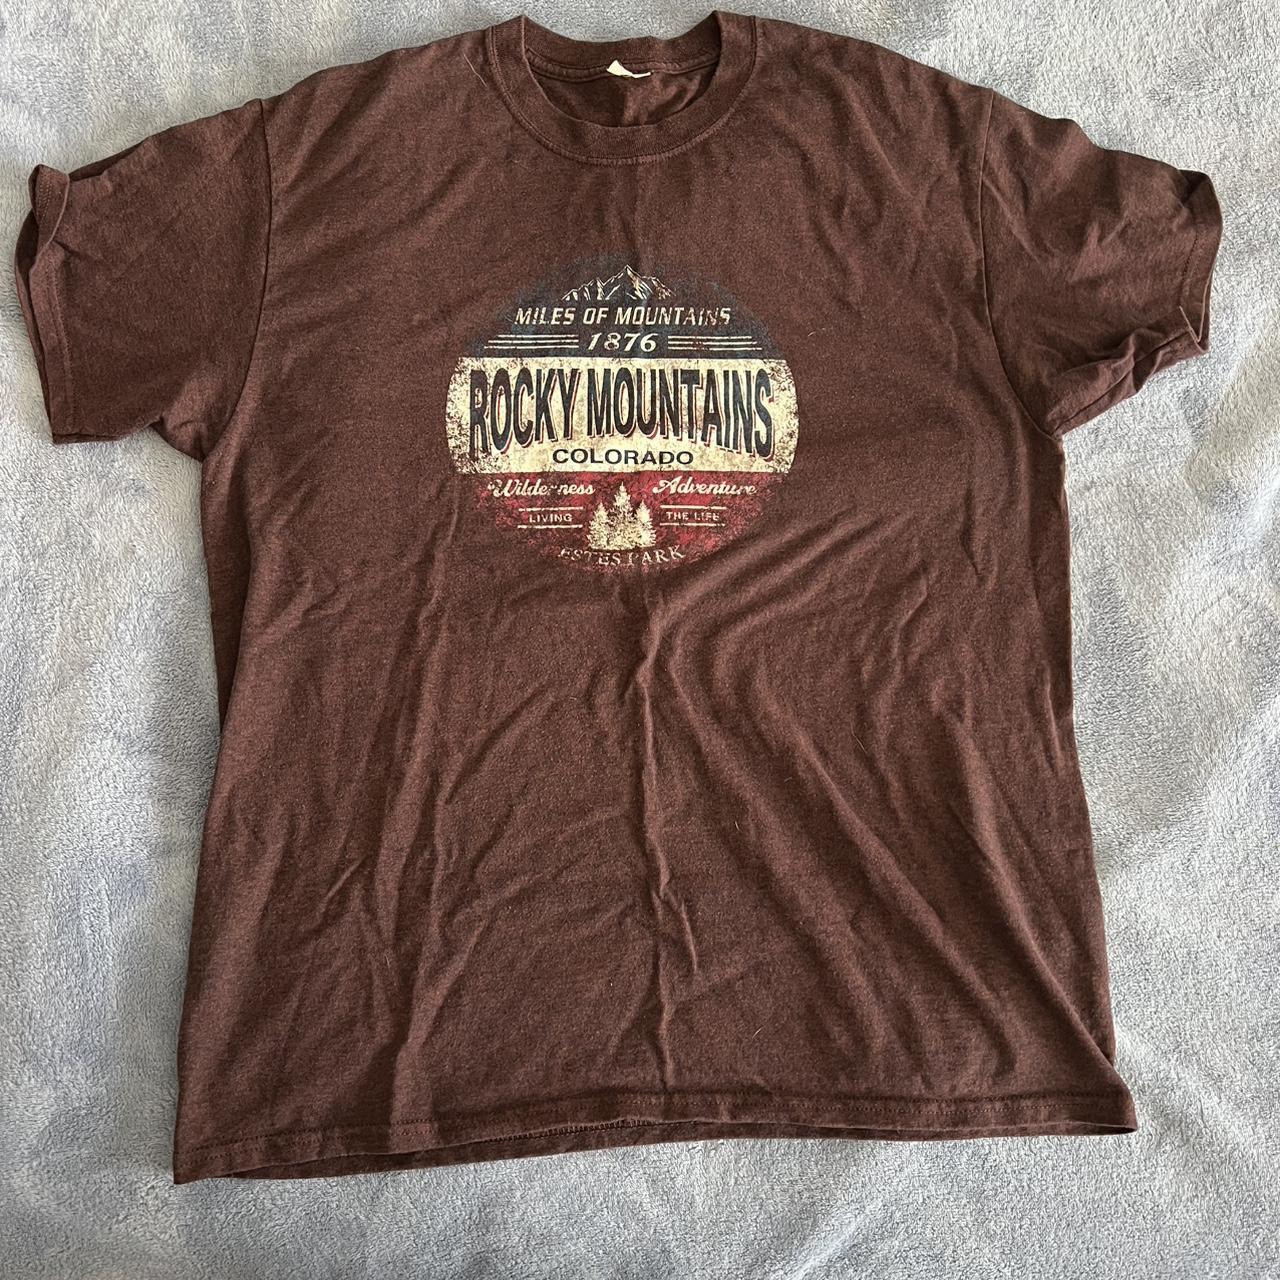 MILES OF MOUNTAINS
1876
ROCKY MOUNTAINS
COLORADO
Wilderness Adventure
LIVING THE LIFE
ESTES PARK